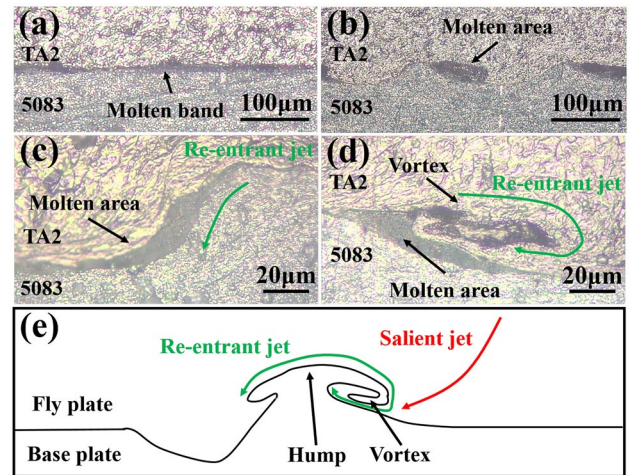 (a)
TA2
5083
Molten band
100μm
(b)
TA2
5083
Molten area
100μm
(c)
Re-entrant jet
Molten area
TA2
5083
20μm
(d)
Vortex
TA2
Re-entrant jet
5083
Molten area
20μm
(e)
Re-entrant jet
Salient jet
Fly plate
Base plate
Hump
Vortex